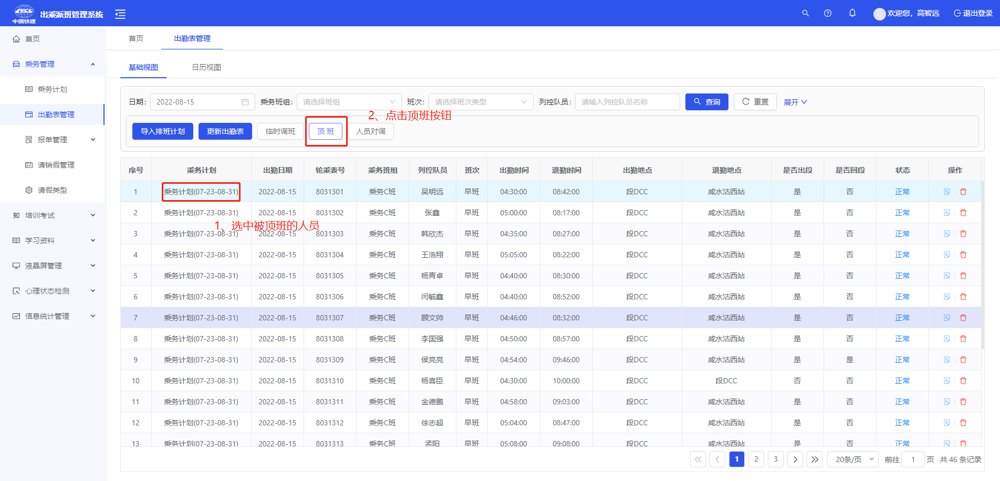 CRCC
中国铁建
出乘派班管理系统
欢迎您，高智远
退出登录
首页
乘务管理
乘务计划
出勤表管理
报单管理
请销假管理
请假类型
知 培训考试
学习资料
液晶屏管理
心理状态检测
信息统计管理
首页 出勤表管理
基础视图 日历视图
日期： 2022-08-15 乘务班组： 请选择班组 班次： 请选择班次类型 列控队员： 请输入列控队员名称 查询 重置 展开
2、点击顶班按钮
导入排班计划 更新出勤表 临时调班 顶 班 人员对调
序号 乘务计划 出勤日期 轮乘表号 乘务班组 列控队员 班次 出勤时间 退勤时间 出勤地点 退勤地点 是否出段 是否回段 状态 操作
1 乘务计划(07-23-08-31) 2022-08-15 8031301 乘务C班 吴明远 早班 04:30:00 08:42:00 段DCC 咸水沽西站 是 否 正常
2 乘务计划(07-23-08-31) 2022-08-15 8031302 乘务C班 张鑫 早班 05:00:00 08:17:00 段DCC 咸水沽西站 是 否 正常
1、选中被顶班的人员
3 乘务计划(07-23-08-31) 2022-08-15 8031303 乘务C班 韩欣杰 早班 04:35:00 08:27:00 段DCC 咸水沽西站 是 否 正常
4 乘务计划(07-23-08-31) 2022-08-15 8031304 乘务C班 王浩翔 早班 05:05:00 08:22:00 段DCC 咸水沽西站 是 否 正常
5 乘务计划(07-23-08-31) 2022-08-15 8031305 乘务C班 杨青卓 早班 04:40:00 08:30:00 段DCC 咸水沽西站 是 否 正常
6 乘务计划(07-23-08-31) 2022-08-15 8031306 乘务C班 闫毓鑫 早班 04:40:00 08:52:00 段DCC 咸水沽西站 是 否 正常
7 乘务计划(07-23-08-31) 2022-08-15 8031307 乘务C班 顾文帅 早班 04:46:00 08:32:00 段DCC 咸水沽西站 是 否 正常
8 乘务计划(07-23-08-31) 2022-08-15 8031308 乘务C班 李国强 早班 04:50:00 08:57:00 段DCC 咸水沽西站 是 否 正常
9 乘务计划(07-23-08-31) 2022-08-15 8031309 乘务C班 侯亮亮 早班 04:54:00 09:46:00 段DCC 咸水沽西站 是 是 正常
10 乘务计划(07-23-08-31) 2022-08-15 8031310 乘务C班 杨喜臣 早班 04:30:00 10:00:00 段DCC 段DCC 否 否 正常
11 乘务计划(07-23-08-31) 2022-08-15 8031311 乘务C班 金德鹏 早班 04:58:00 09:03:00 段DCC 咸水沽西站 是 否 正常
12 乘务计划(07-23-08-31) 2022-08-15 8031312 乘务C班 徐志超 早班 05:04:00 08:47:00 段DCC 咸水沽西站 是 否 正常
13 乘务计划(07-23-08-31) 2022-08-15 8031313 乘务C班 孟阳 早班 05:08:00 09:08:00 段DCC 咸水沽西站 是 否 正常
1 2 3 20条/页 前往 1 页 共 46 条记录